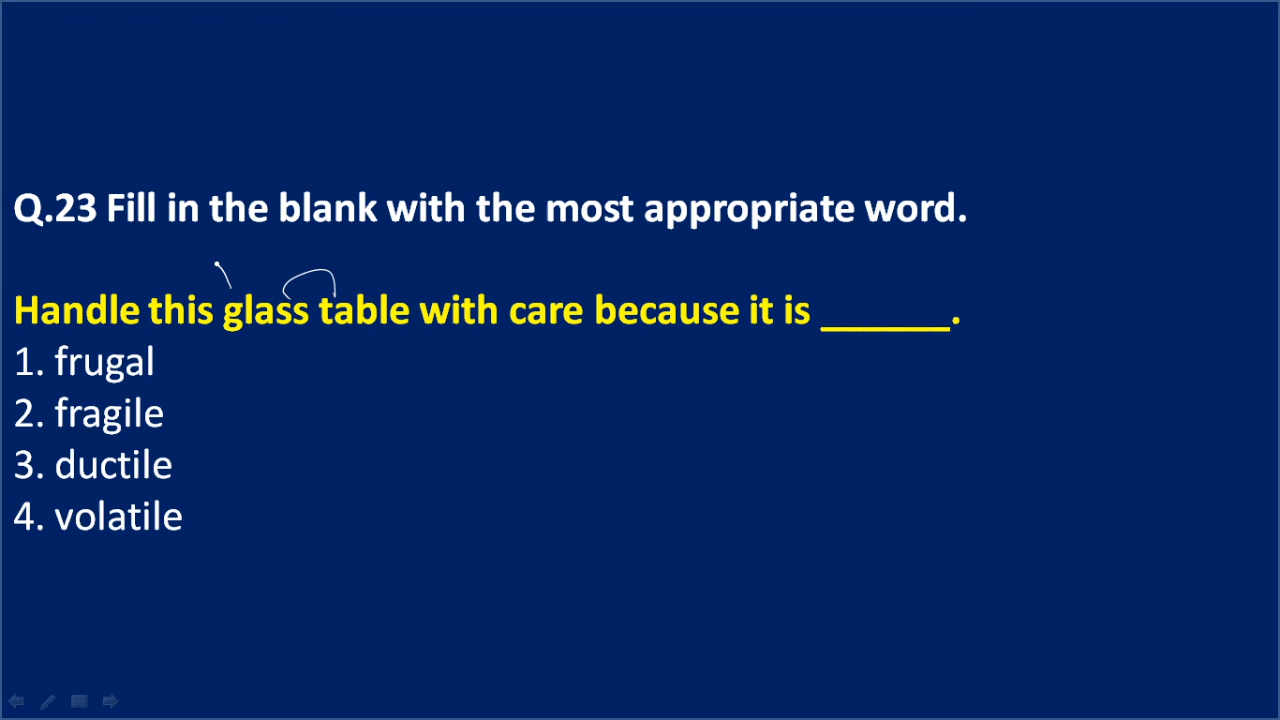 Q.23 Fill in the blank with the most appropriate word.
Handle this glass table with care because it is ______.
1. frugal
2. fragile
3. ductile
4. volatile